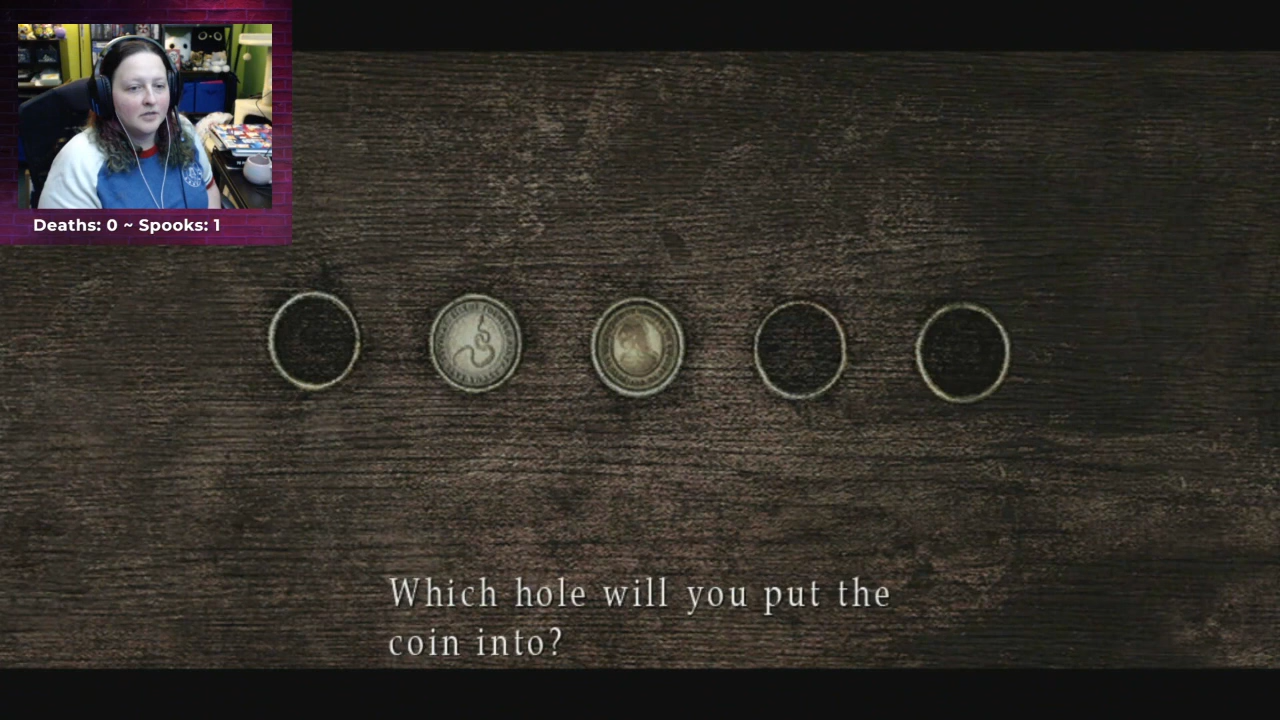 Deaths: 0 ~ Spooks: 1
Which hole will you put the
coin into?